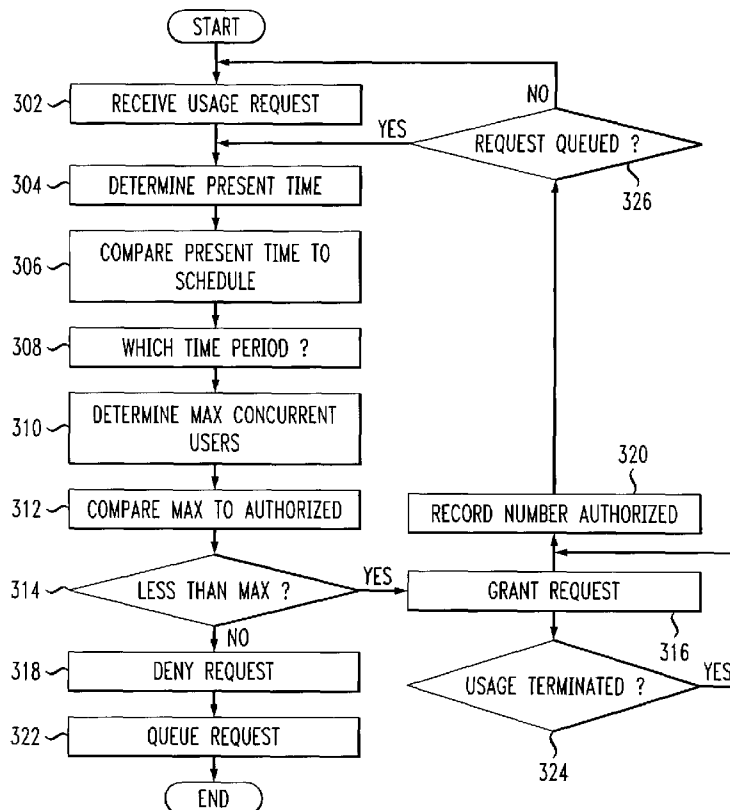 START
302
RECEIVE USAGE REQUEST
NO
YES
REQUEST QUEUED ?
326
304
DETERMINE PRESENT TIME
306
COMPARE PRESENT TIME TO
SCHEDULE
308
WHICH TIME PERIOD ?
310
DETERMINE MAX CONCURRENT
USERS
320
312
COMPARE MAX TO AUTHORIZED
RECORD NUMBER AUTHORIZED
314
LESS THAN MAX ?
YES
GRANT REQUEST
316
NO
318
DENY REQUEST
USAGE TERMINATED ?
YES
322
QUEUE REQUEST
324
END